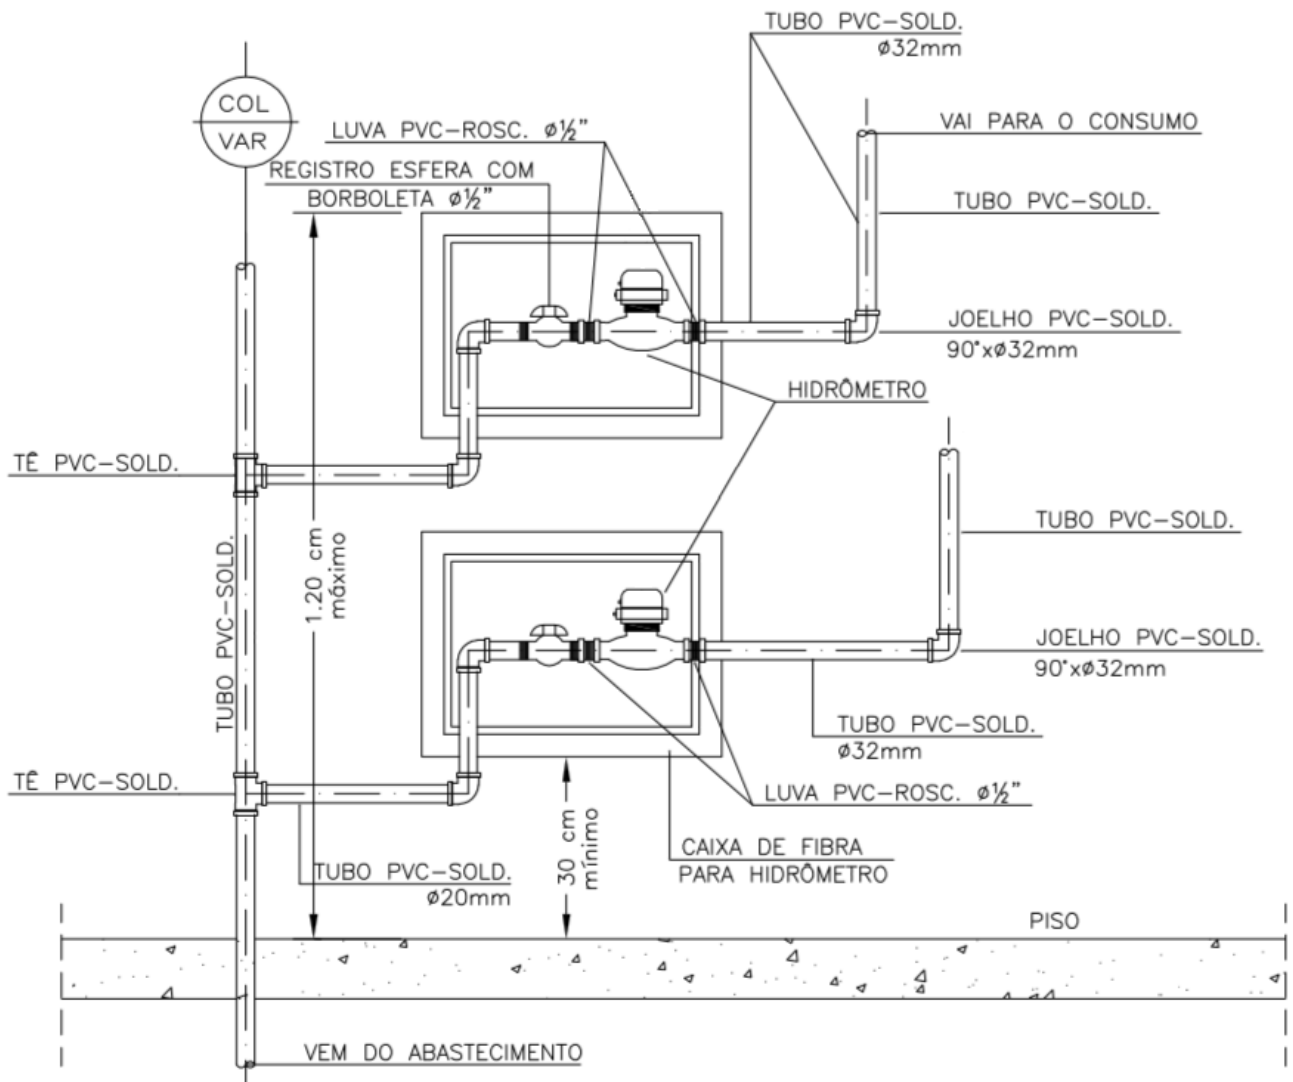 TUBO PVC-SOLD.
ø32mm
COL
VAR
LUVA PVC-ROSC. ø½"
VAI PARA O CONSUMO
REGISTRO ESFERA COM
BORBOLETA ø½"
TUBO PVC-SOLD.
JOELHO PVC-SOLD.
90°xø32mm
HIDRÔMETRO
TÊ PVC-SOLD.
TUBO PVC-SOLD.
1.20 cm
máximo
TUBO PVC-SOLD.
JOELHO PVC-SOLD.
90°xø32mm
TUBO PVC-SOLD.
ø32mm
TÊ PVC-SOLD.
LUVA PVC-ROSC. ø½"
30 cm
mínimo
CAIXA DE FIBRA
PARA HIDRÔMETRO
TUBO PVC-SOLD.
ø20mm
PISO
VEM DO ABASTECIMENTO